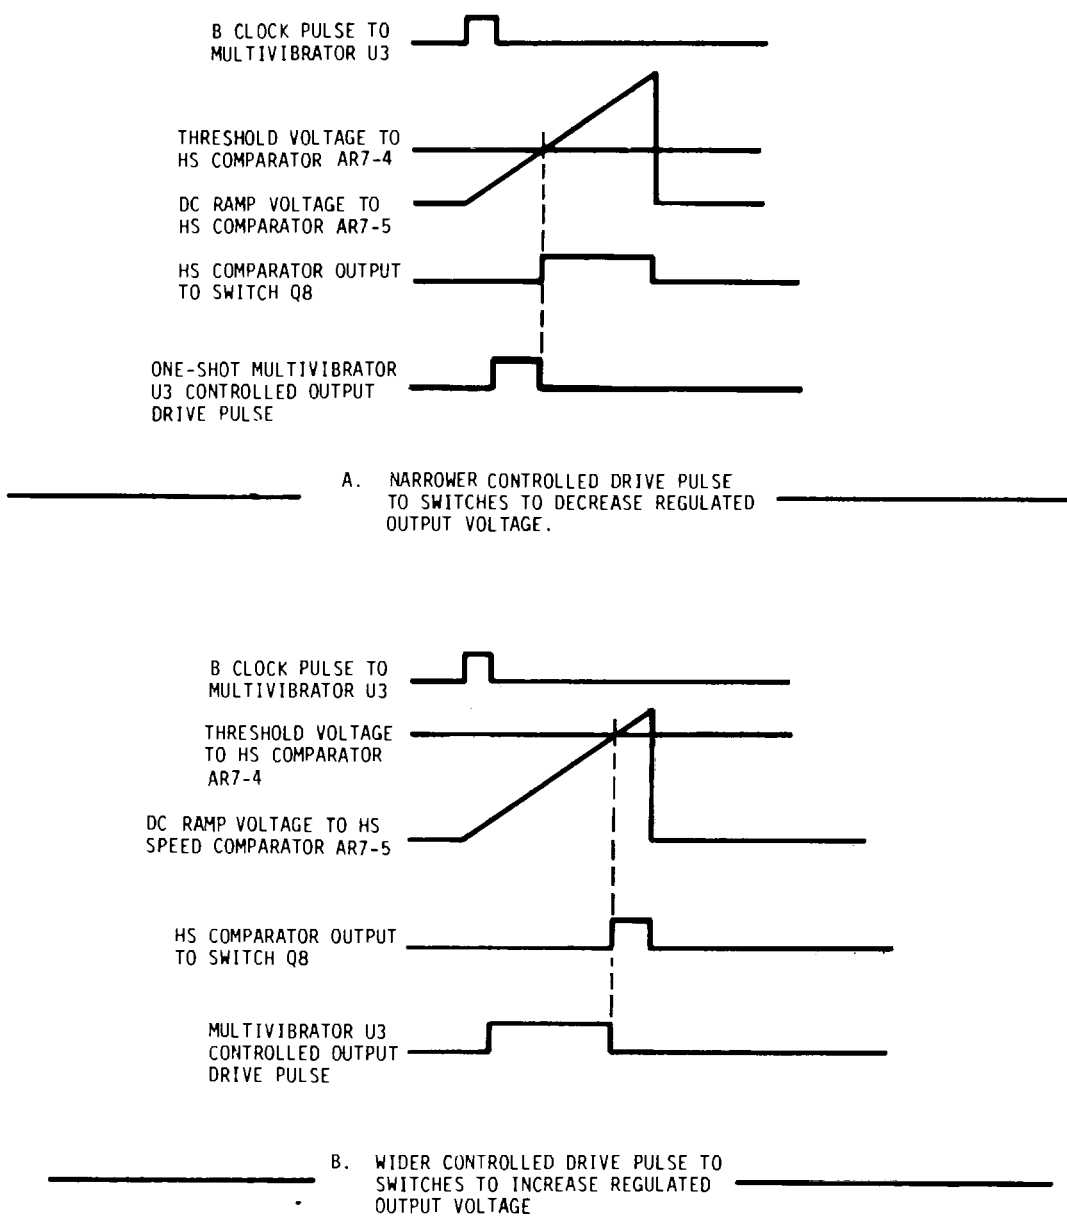 B CLOCK PULSE TO
MULTIVIBRATOR U3
THRESHOLD VOLTAGE TO
HS COMPARATOR AR7-4
DC RAMP VOLTAGE TO
HS COMPARATOR AR7-5
HS COMPARATOR OUTPUT
TO SWITCH Q8
ONE-SHOT MULTIVIBRATOR
U3 CONTROLLED OUTPUT
DRIVE PULSE
A. NARROWER CONTROLLED DRIVE PULSE
TO SWITCHES TO DECREASE REGULATED
OUTPUT VOLTAGE.
B CLOCK PULSE TO
MULTIVIBRATOR U3
THRESHOLD VOLTAGE
TO HS COMPARATOR
AR7-4
DC RAMP VOLTAGE TO HS
SPEED COMPARATOR AR7-5
HS COMPARATOR OUTPUT
TO SWITCH Q8
MULTIVIBRATOR U3
CONTROLLED OUTPUT
DRIVE PULSE
B. WIDER CONTROLLED DRIVE PULSE TO
SWITCHES TO INCREASE REGULATED
OUTPUT VOLTAGE